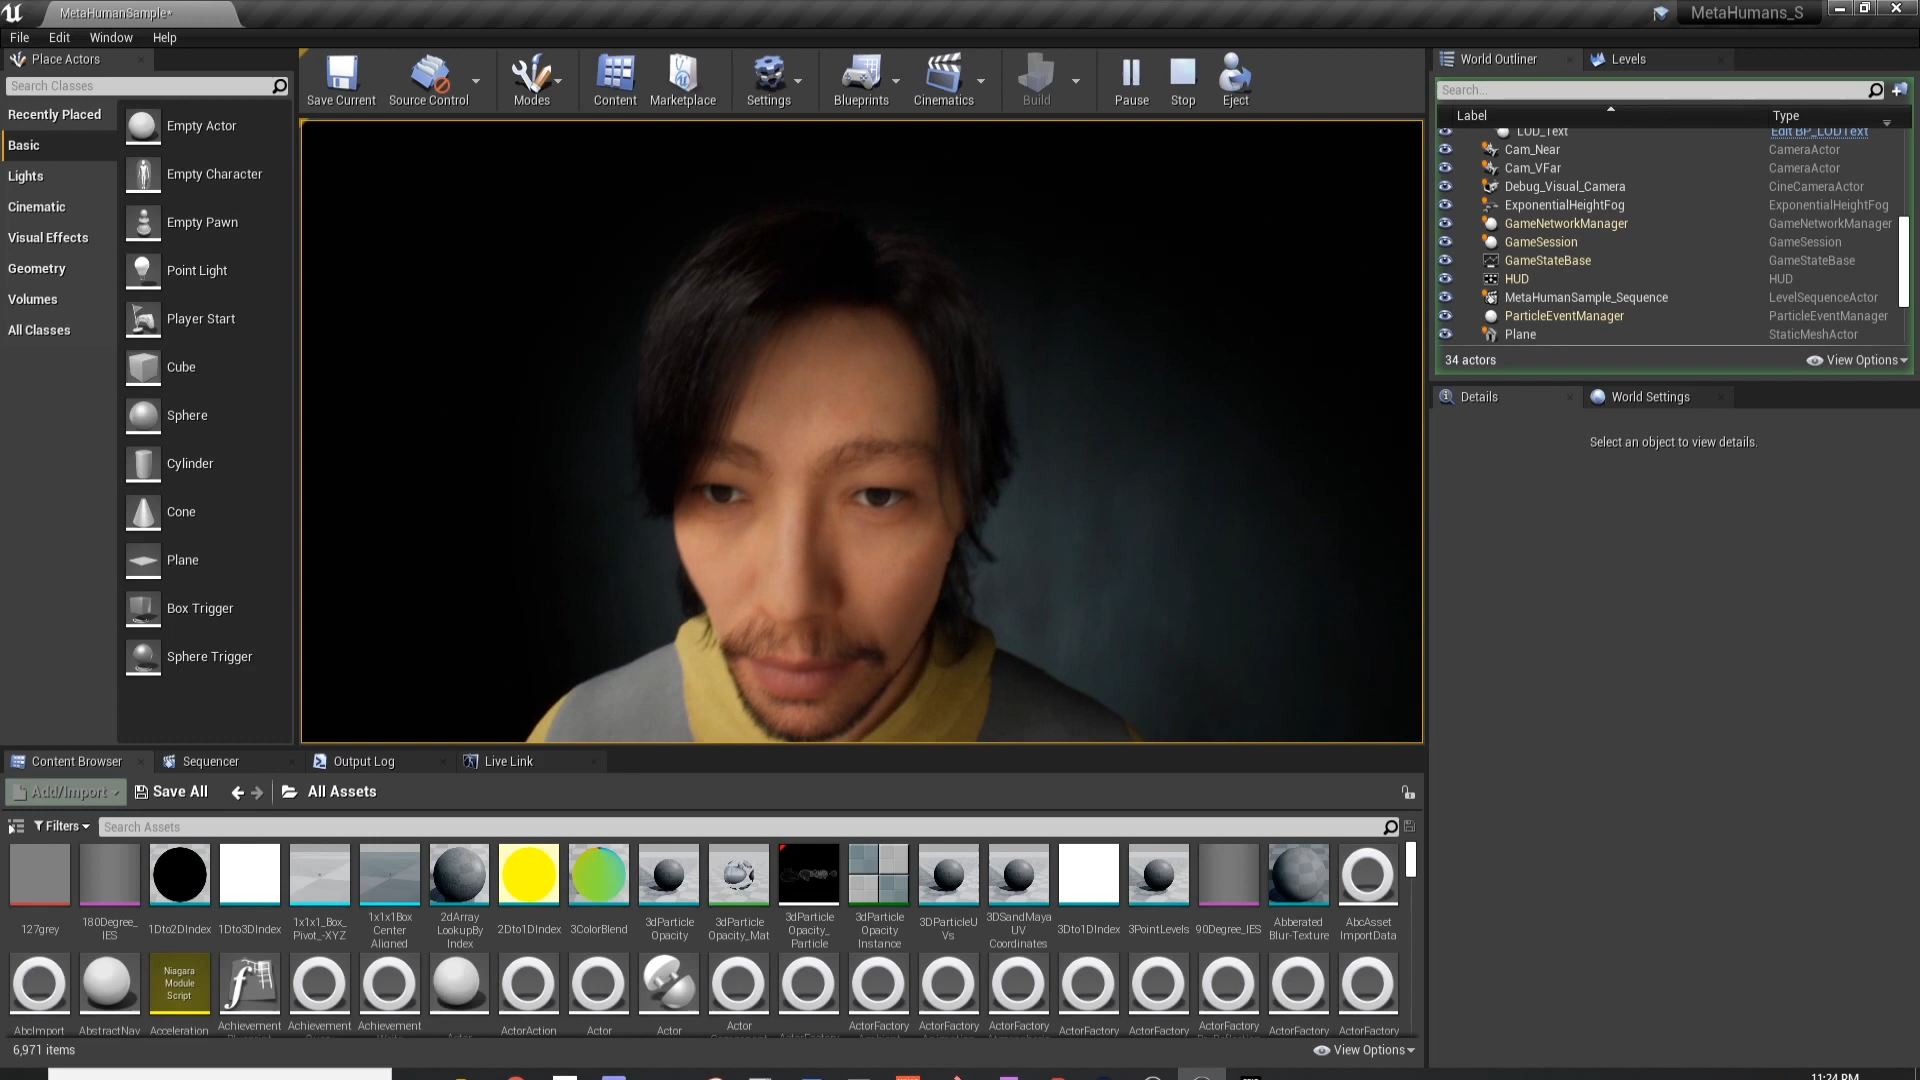 MetaHumanSample*
MetaHumans_S
File Edit Window Help
Place Actors
Search Classes
Recently Placed
Basic
Lights
Cinematic
Visual Effects
Geometry
Volumes
All Classes
Empty Actor
Empty Character
Empty Pawn
Point Light
Player Start
Cube
Sphere
Cylinder
Cone
Plane
Box Trigger
Sphere Trigger
Save Current
Source Control
Modes
Content
Marketplace
Settings
Blueprints
Cinematics
Build
Pause
Stop
Eject
World Outliner
Levels
Search...
Label Type
LOD_Text Edit BP_LODText
Cam_Near CameraActor
Cam_VFar CameraActor
Debug_Visual_Camera CineCameraActor
ExponentialHeightFog ExponentialHeightFog
GameNetworkManager GameNetworkManager
GameSession GameSession
GameStateBase GameStateBase
HUD HUD
MetaHumanSample_Sequence LevelSequenceActor
ParticleEventManager ParticleEventManager
Plane StaticMeshActor
34 actors
View Options
Details
World Settings
Select an object to view details.
Content Browser
Sequencer
Output Log
Live Link
Add/Import
Save All
All Assets
Filters
Search Assets
127grey
180Degree_
IES
1Dto2DIndex
1Dto3DIndex
1x1x1_Box_
Pivot_-XYZ
1x1x1Box
Center
Aligned
2dArray
LookupBy
Index
2Dto1DIndex
3ColorBlend
3dParticle
Opacity
3dParticle
Opacity_Mat
3dParticle
Opacity_
Particle
3dParticle
Opacity
Instance
3DParticleU
Vs
3DSandMaya
UV
Coordinates
3Dto1DIndex
3PointLevels
90Degree_IES
Abberated
Blur-Texture
AbcAsset
ImportData
Niagara
Module
Script
AbcImport
AbstractNav
Acceleration
Achievement
Achievement
Achievement
ActorAction
Actor
Actor
Actor
ActorFactory
ActorFactory
ActorFactory
ActorFactory
ActorFactory
ActorFactory
ActorFactory
ActorFactory
6,971 items
View Options
11:24 PM